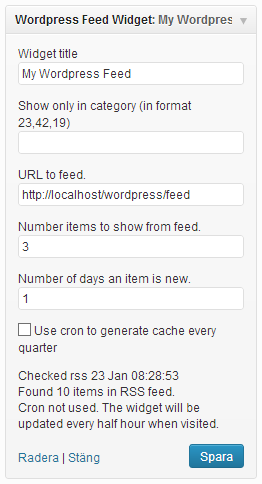 Wordpress Feed Widget: My Wordpres
Widget title
My Wordpress Feed
Show only in category (in format
23,42,19)
URL to feed.
http://localhost/wordpress/feed
Number items to show from feed.
3
Number of days an item is new.
1
Use cron to generate cache every
quarter
Checked rss 23 Jan 08:28:53
Found 10 items in RSS feed.
Cron not used. The widget will be
updated every half hour when visited.
Radera | Stäng
Spara